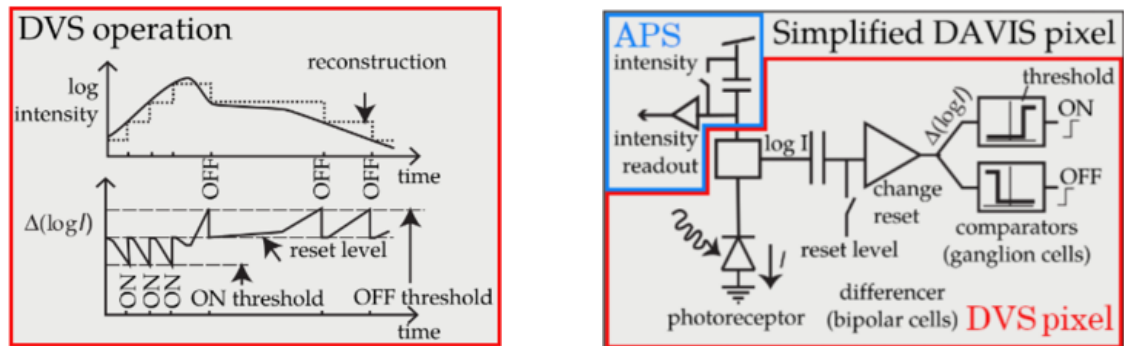 DVS operation
log
intensity
reconstruction
OFF
OFF
OFF
time
Δ(logI)
reset level
ON
ON
ON
ON threshold
OFF threshold
time
APS
Simplified DAVIS pixel
intensity
intensity
readout
log I
threshold
Δ(logI)
ON
OFF
change
reset
reset level
comparators
(ganglion cells)
I
photoreceptor
differencer
(bipolar cells)
DVS pixel